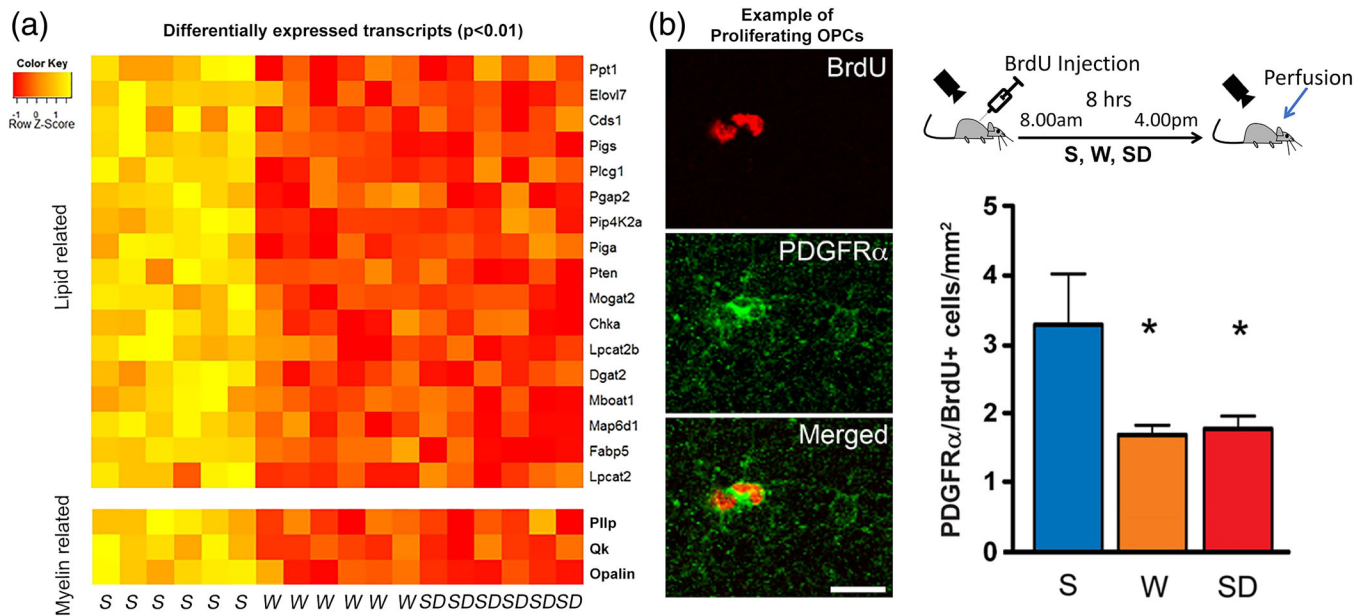 (a)
Differentially expressed transcripts (p<0.01)
Color Key
-1 0 1
Row Z-Score
Lipid related
Ppt1
Elovl7
Cds1
Pigs
Plcg1
Pgap2
Pip4K2a
Piga
Pten
Mogat2
Chka
Lpcat2b
Dgat2
Mboat1
Map6d1
Fabp5
Lpcat2
Myelin related
Pllp
Qk
Opalin
S S S S S S W W W W W W SD SD SD SD SD SD
(b)
Example of
Proliferating OPCs
BrdU
PDGFRα
Merged
BrdU Injection
8 hrs
8.00am 4.00pm
S, W, SD
Perfusion
PDGFRα/BrdU+ cells/mm²
5
4
3
2
1
0
* *
S W SD